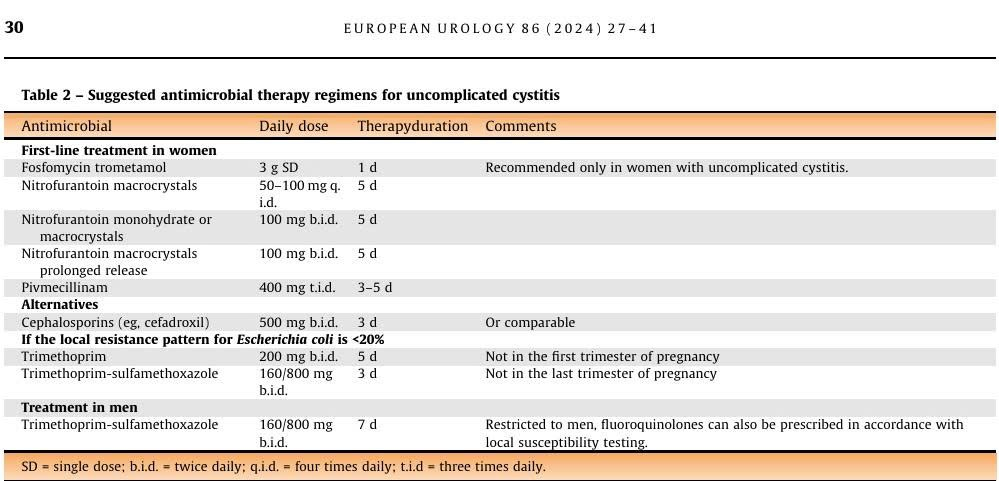 30
EUROPEAN UROLOGY 86 (2024) 27–41
Table 2 – Suggested antimicrobial therapy regimens for uncomplicated cystitis
Antimicrobial Daily dose Therapyduration Comments
First-line treatment in women
Fosfomycin trometamol 3 g SD 1 d Recommended only in women with uncomplicated cystitis.
Nitrofurantoin macrocrystals 50–100 mg q. 5 d
i.d.
Nitrofurantoin monohydrate or 100 mg b.i.d. 5 d
macrocrystals
Nitrofurantoin macrocrystals 100 mg b.i.d. 5 d
prolonged release
Pivmecillinam 400 mg t.i.d. 3–5 d
Alternatives
Cephalosporins (eg, cefadroxil) 500 mg b.i.d. 3 d Or comparable
If the local resistance pattern for Escherichia coli is <20%
Trimethoprim 200 mg b.i.d. 5 d Not in the first trimester of pregnancy
Trimethoprim-sulfamethoxazole 160/800 mg 3 d Not in the last trimester of pregnancy
b.i.d.
Treatment in men
Trimethoprim-sulfamethoxazole 160/800 mg 7 d Restricted to men, fluoroquinolones can also be prescribed in accordance with
b.i.d. local susceptibility testing.
SD = single dose; b.i.d. = twice daily; q.i.d. = four times daily; t.i.d = three times daily.